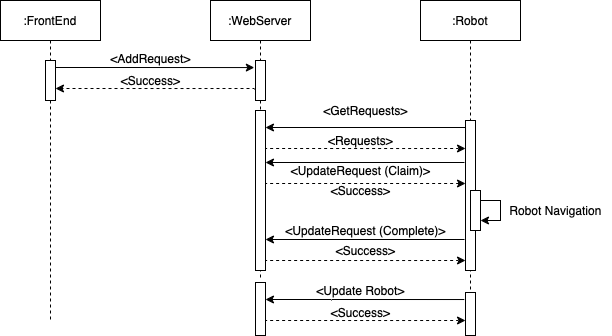 :FrontEnd
:WebServer
:Robot
<AddRequest>
<Success>
<GetRequests>
<Requests>
<UpdateRequest (Claim)>
<Success>
Robot Navigation
<UpdateRequest (Complete)>
<Success>
<Update Robot>
<Success>